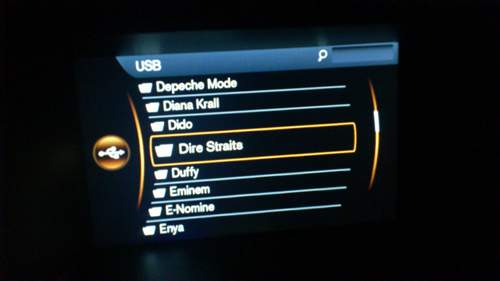 USB
Depeche Mode
Diana Krall
Dido
Dire Straits
Duffy
Eminem
E-Nomine
Enya